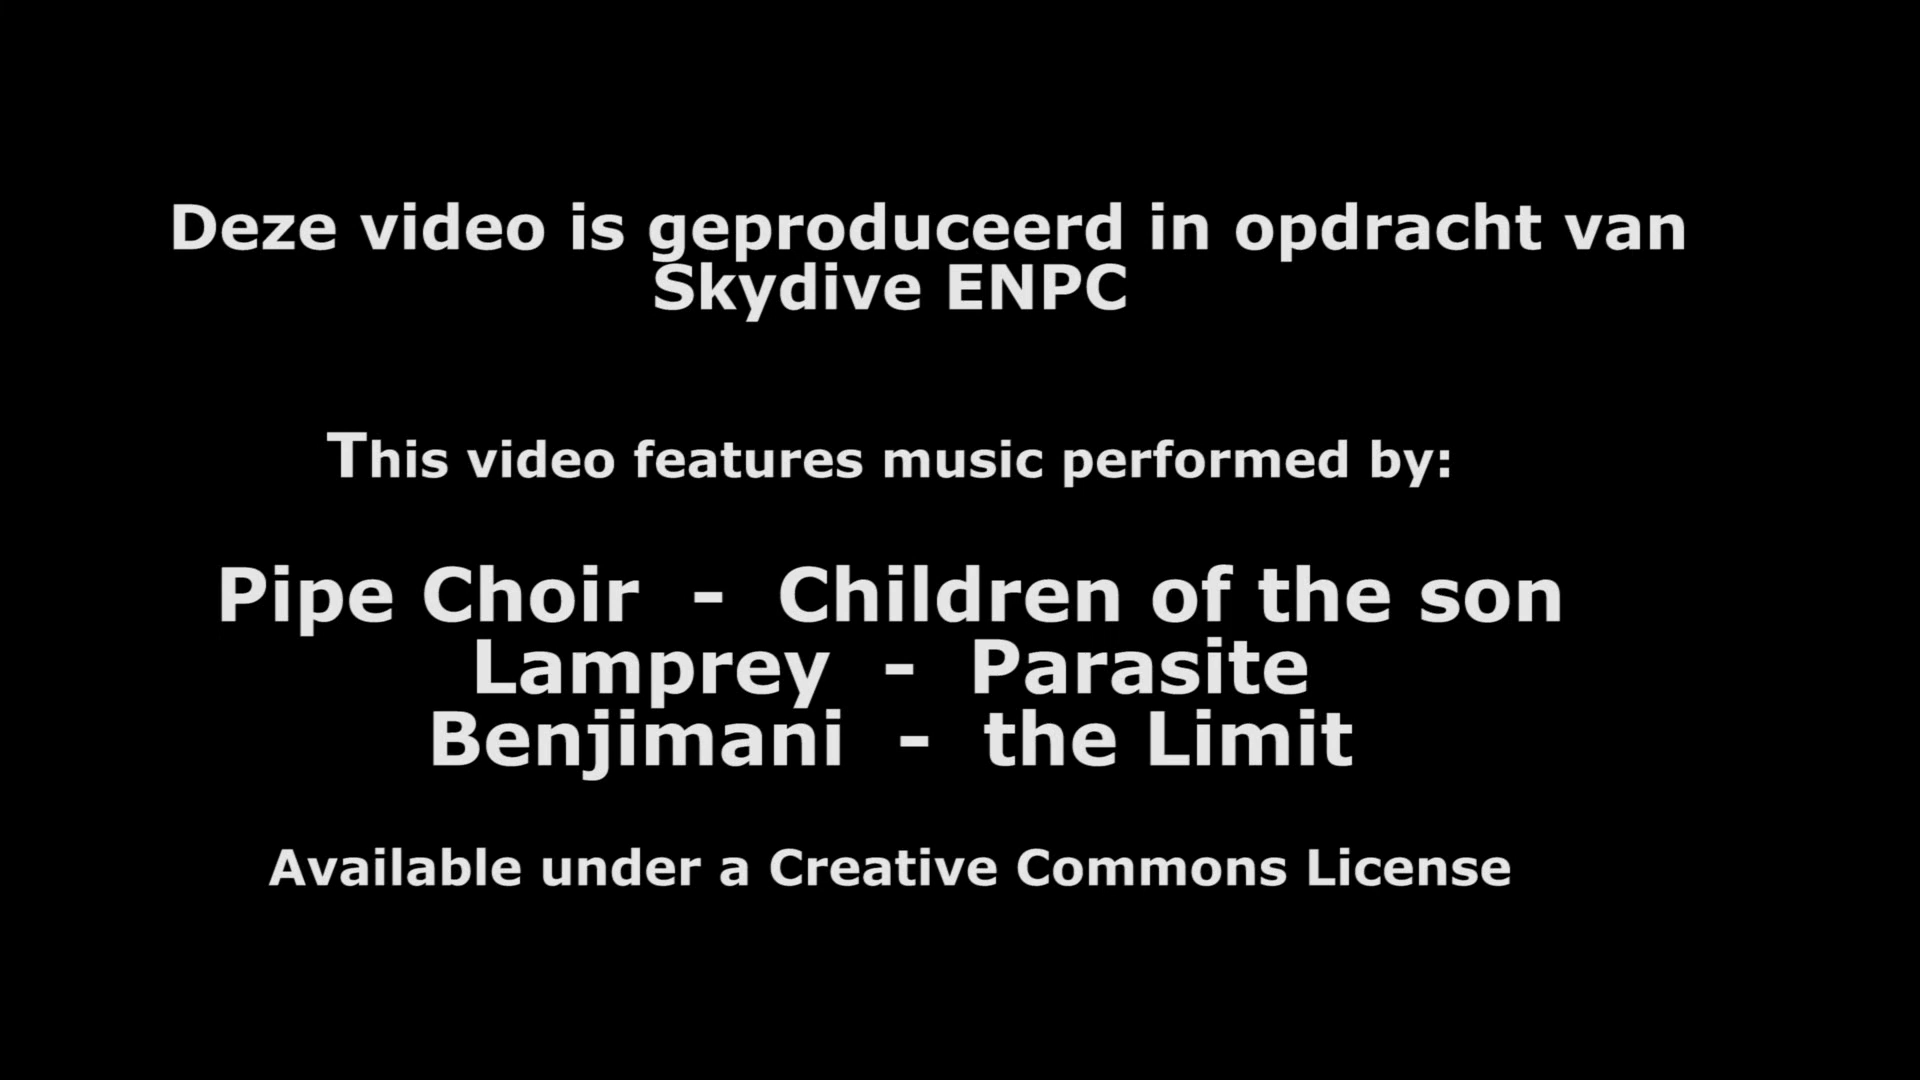 Deze video is geproduceerd in opdracht van
Skydive ENPC
This video features music performed by:
Pipe Choir - Children of the son
Lamprey - Parasite
Benjimani - the Limit
Available under a Creative Commons License